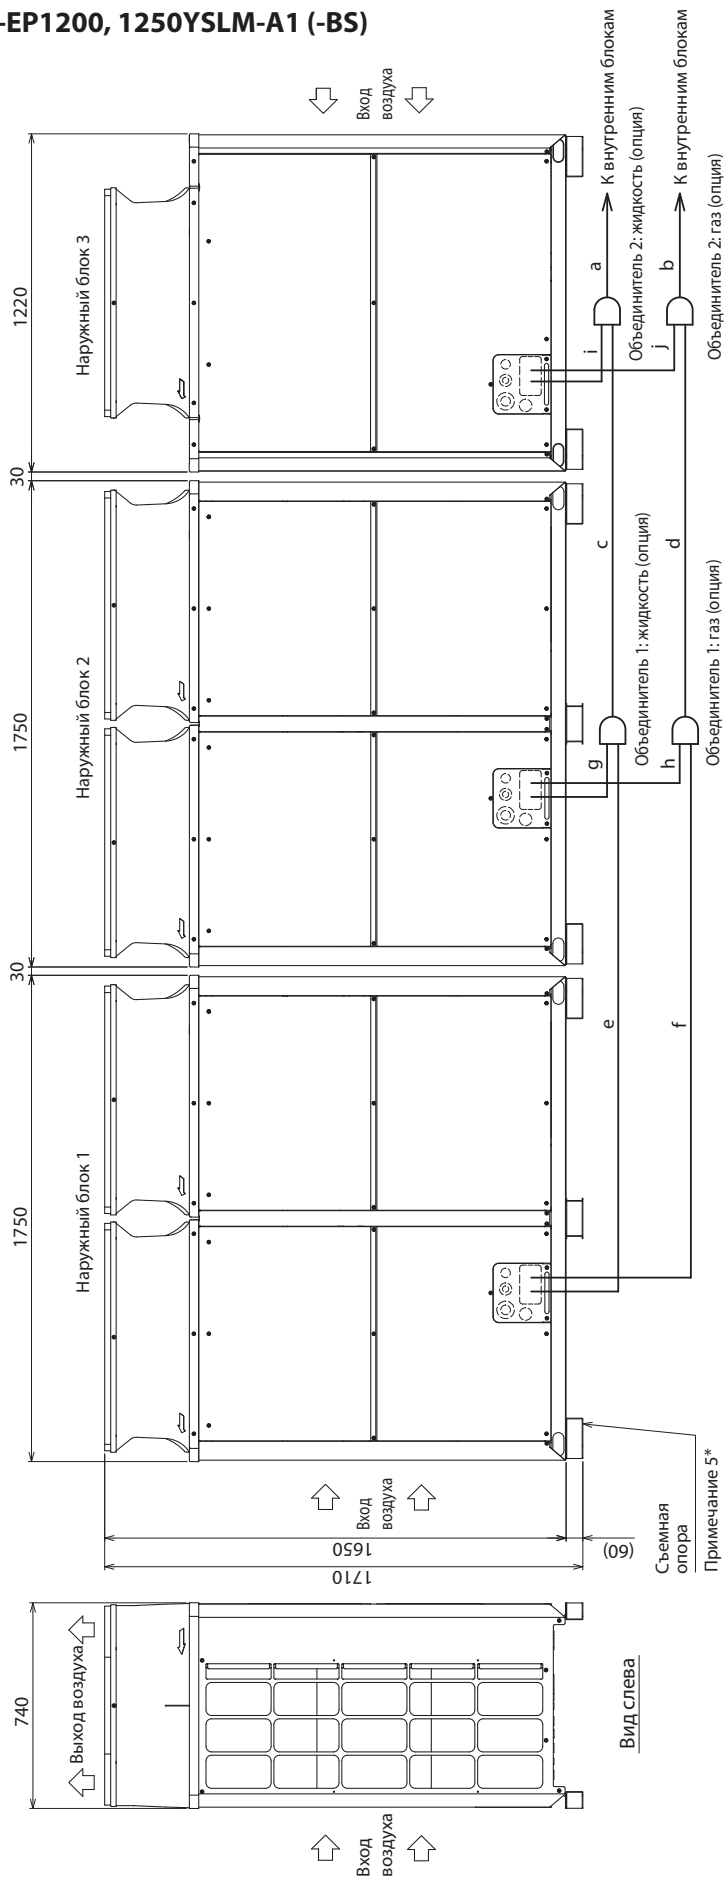 -EP1200, 1250YSLM-A1 (-BS)
740
Выход воздуха
Вход
воздуха
Вид слева
1750
30
1750
30
1220
Наружный блок 1
Наружный блок 2
Наружный блок 3
1650
1710
(60)
Вход
воздуха
Вход
воздуха
Съемная
опора
Примечание 5*
e
f
g
h
Объединитель 1: жидкость (опция)
Объединитель 1: газ (опция)
c
d
i
j
a
b
К внутренним блокам
Объединитель 2: жидкость (опция)
К внутренним блокам
Объединитель 2: газ (опция)